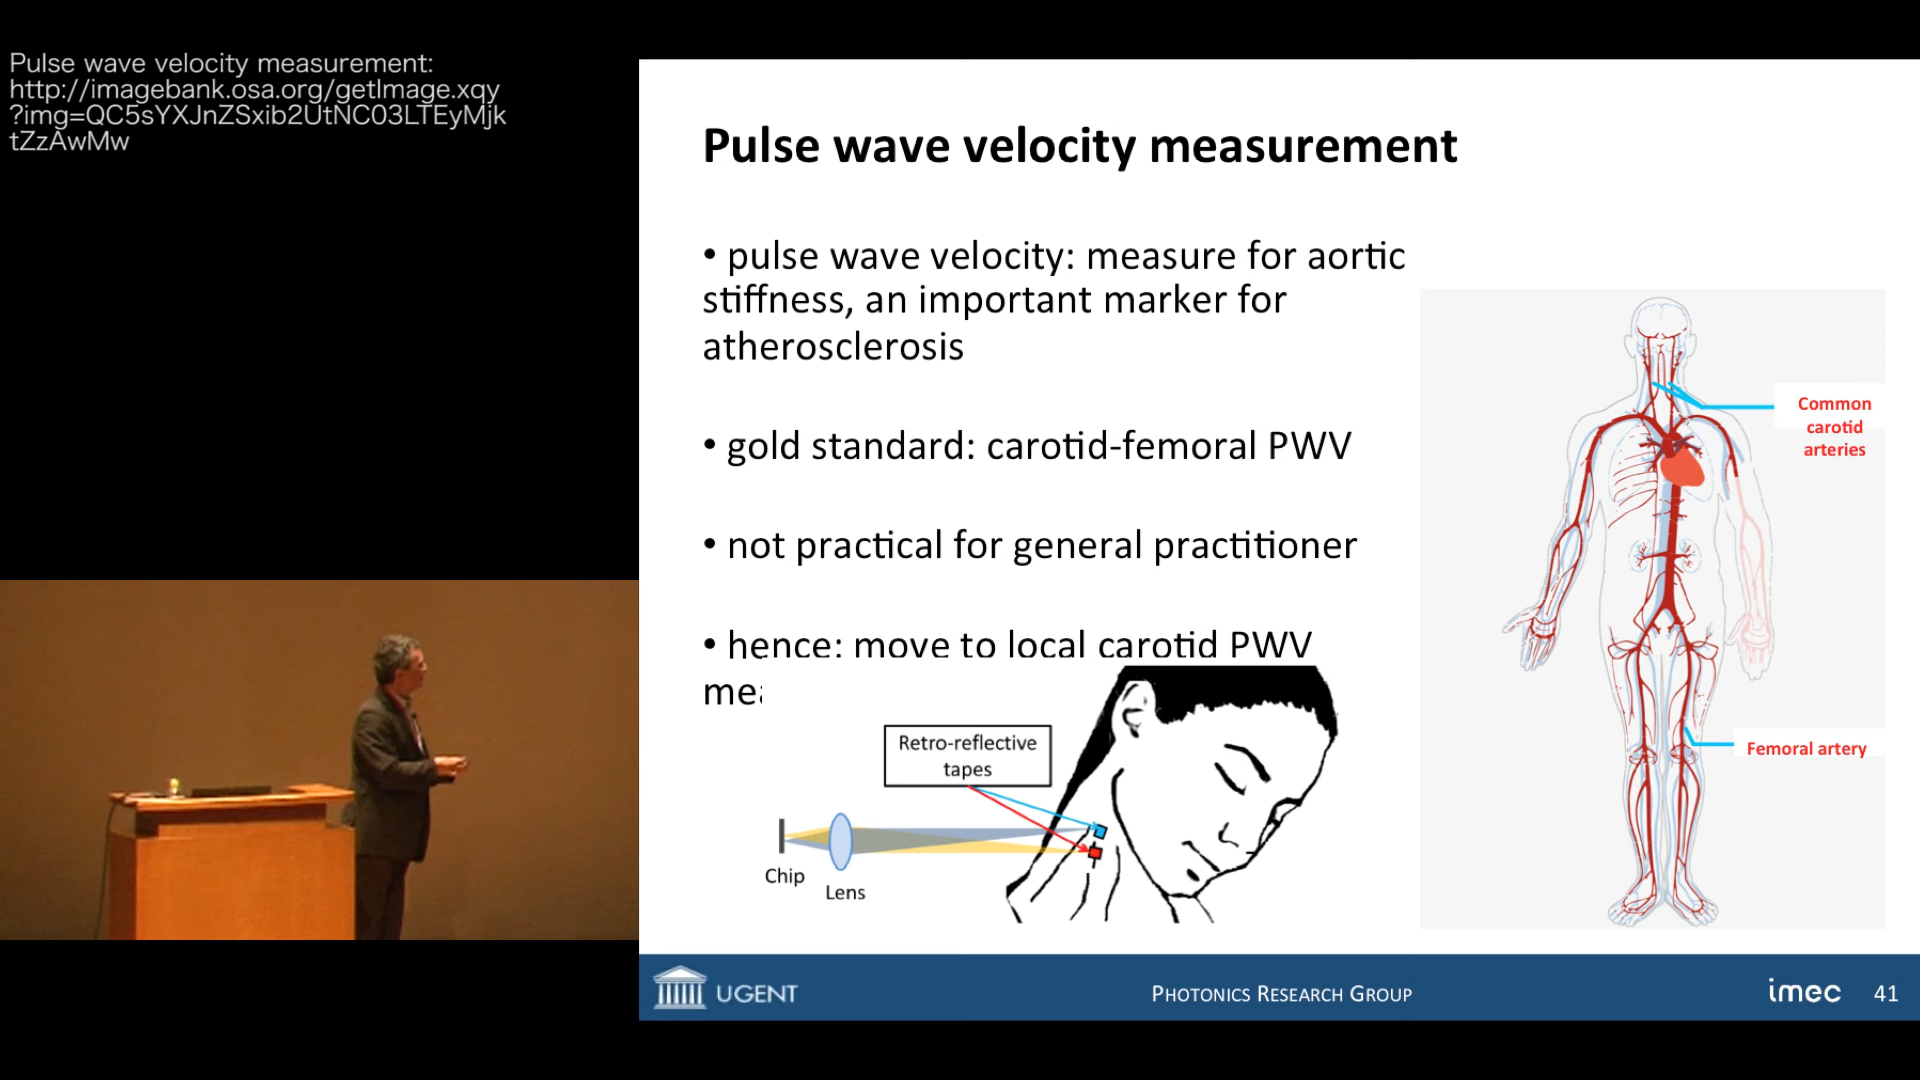 Pulse wave velocity measurement:
http://imagebank.osa.org/getImage.xqy
?img=QC5sYXJnZSxib2UtNC03LTEyMjk
tZzAwMw
Pulse wave velocity measurement
• pulse wave velocity: measure for aortic
stiffness, an important marker for
atherosclerosis
• gold standard: carotid-femoral PWV
• not practical for general practitioner
• hence: move to local carotid PWV
Common
carotid
arteries
Femoral artery
Retro-reflective
tapes
Chip
Lens
UGENT
PHOTONICS RESEARCH GROUP
imec
41